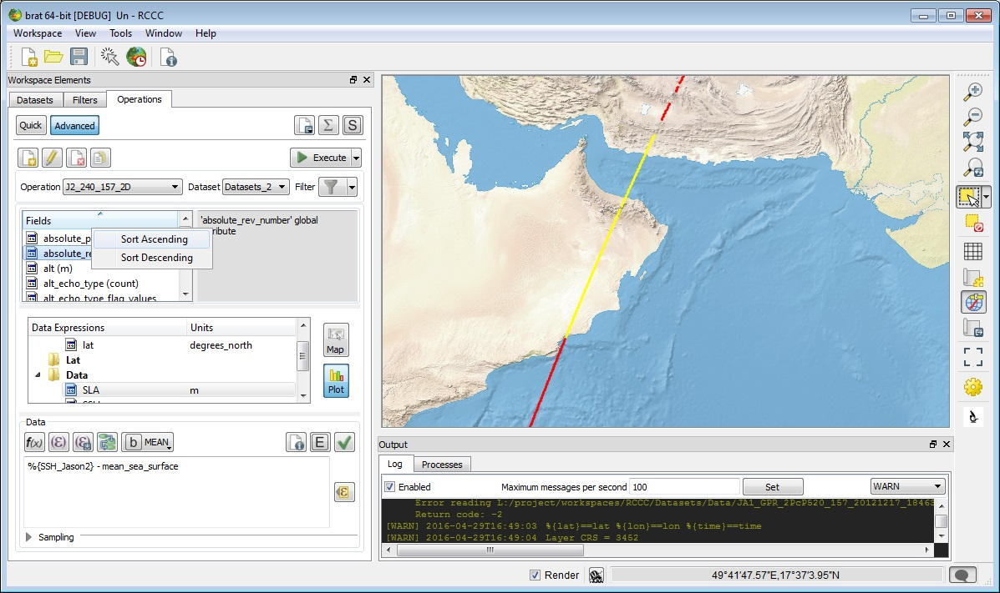 brat 64-bit [DEBUG] Un - RCCC
Workspace View Tools Window Help
Workspace Elements
Datasets Filters Operations
Quick Advanced Σ S
Execute
Operation J2_240_157_2D Dataset Datasets_2 Filter
Fields
absolute_p
absolute_re
alt (m)
alt_echo_type (count)
alt_echo_type_flag_values
Sort Ascending
Sort Descending
'absolute_rev_number' global
tribute
Data Expressions Units
lat degrees_north
Lat
Data
SLA m
Map
Plot
Data
f(x) (ε) b MEAN E
%{SSH_Jason2} - mean_sea_surface
Sampling
Output
Log Processes
Enabled Maximum messages per second 100 Set WARN
Error reading L:/project/workspaces/RCCC/Datasets/Data/JA1_GPR_2PcP520_157_20121217_18463
Return code: -2
[WARN] 2016-04-29T16:49:03 %{lat}==lat %{lon}==lon %{time}==time
[WARN] 2016-04-29T16:49:04 Layer CRS = 3452
Render 49°41'47.57"E,17°37'3.95"N